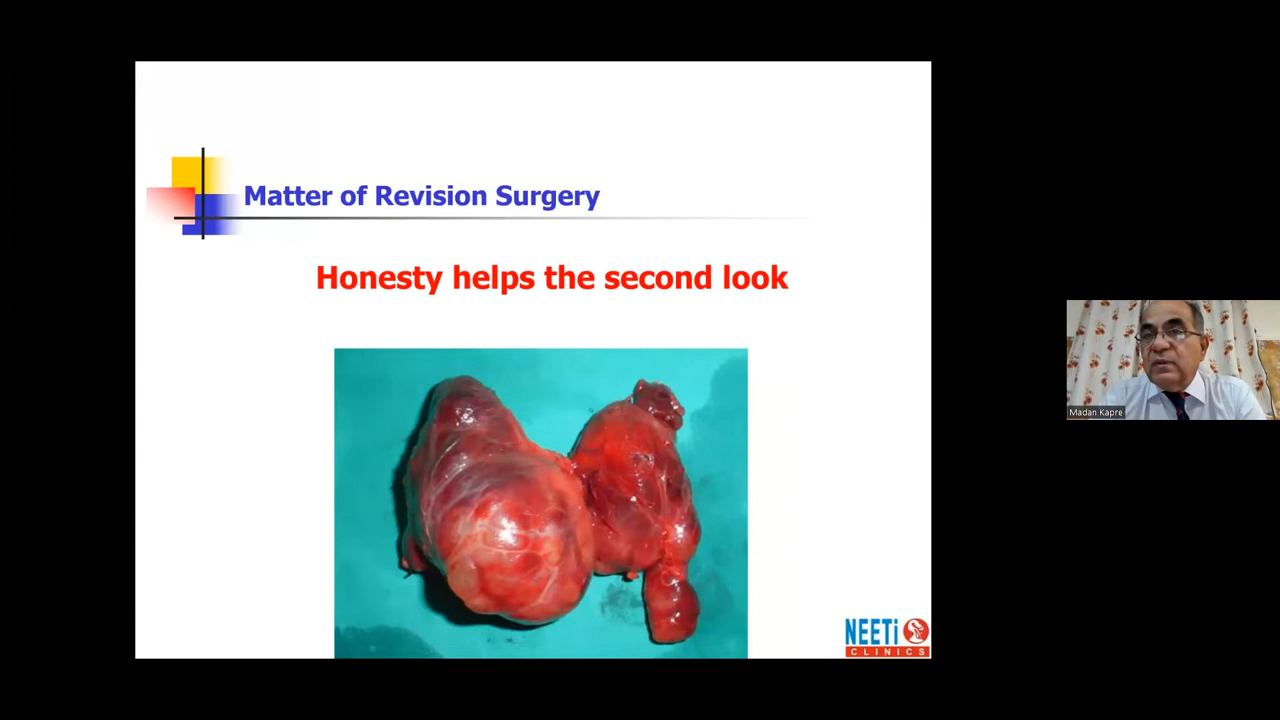 Matter of Revision Surgery
Honesty helps the second look
NEETi
CLINICS
Madan Kapre